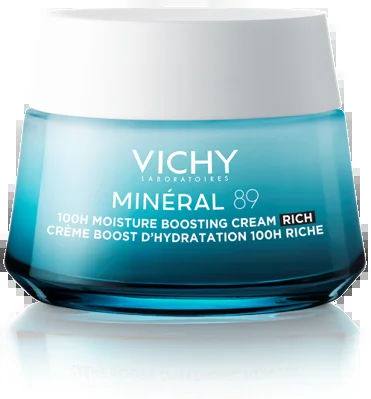 VICHY
LABORATOIRES
MINÉRAL 89
100H MOISTURE BOOSTING CREAM RICH
CRÈME BOOST D'HYDRATATION 100H RICHE